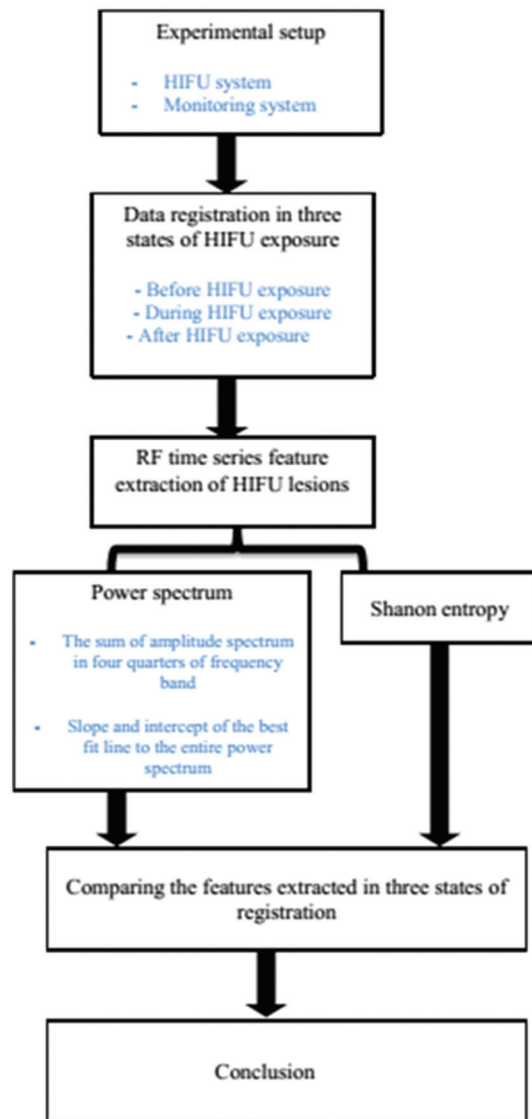 Experimental setup
- HIFU system
- Monitoring system
Data registration in three
states of HIFU exposure
- Before HIFU exposure
- During HIFU exposure
- After HIFU exposure
RF time series feature
extraction of HIFU lesions
Power spectrum
- The sum of amplitude spectrum
in four quarters of frequency
band
- Slope and intercept of the best
fit line to the entire power
spectrum
Shanon entropy
Comparing the features extracted in three states of
registration
Conclusion